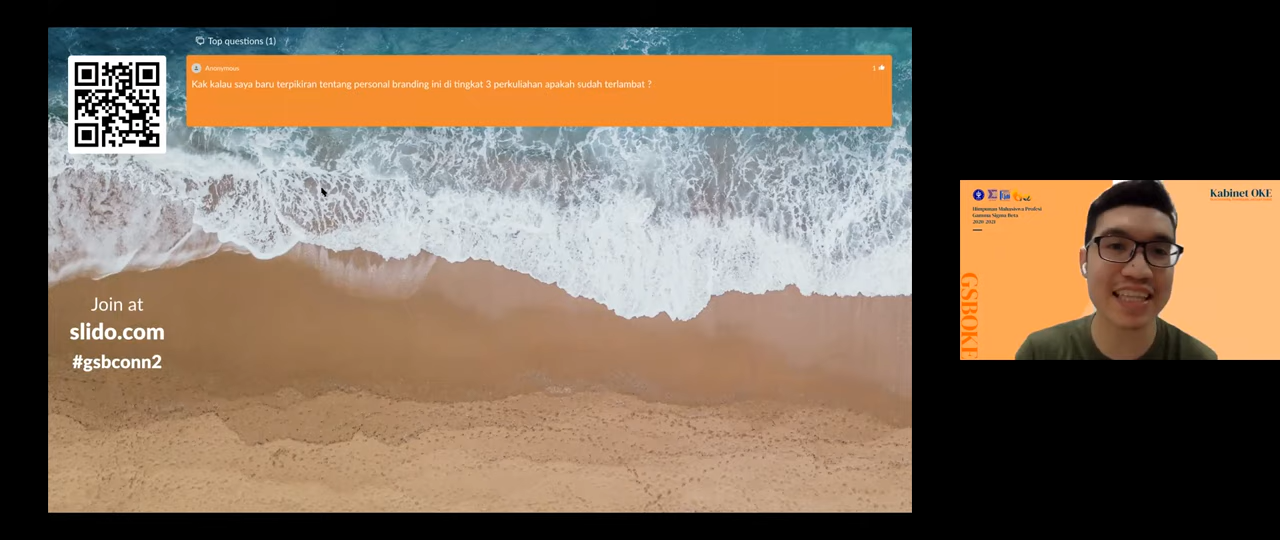 Top questions (1)
Anonymous
1
Kak kalau saya baru terpikiran tentang personal branding ini di tingkat 3 perkuliahan apakah sudah terlambat ?
Join at
slido.com
#gsbconn2
Kabinet OKE
Himpunan Mahasiswa Profesi
Gamma Sigma Beta
2020-2021
GSBOKE